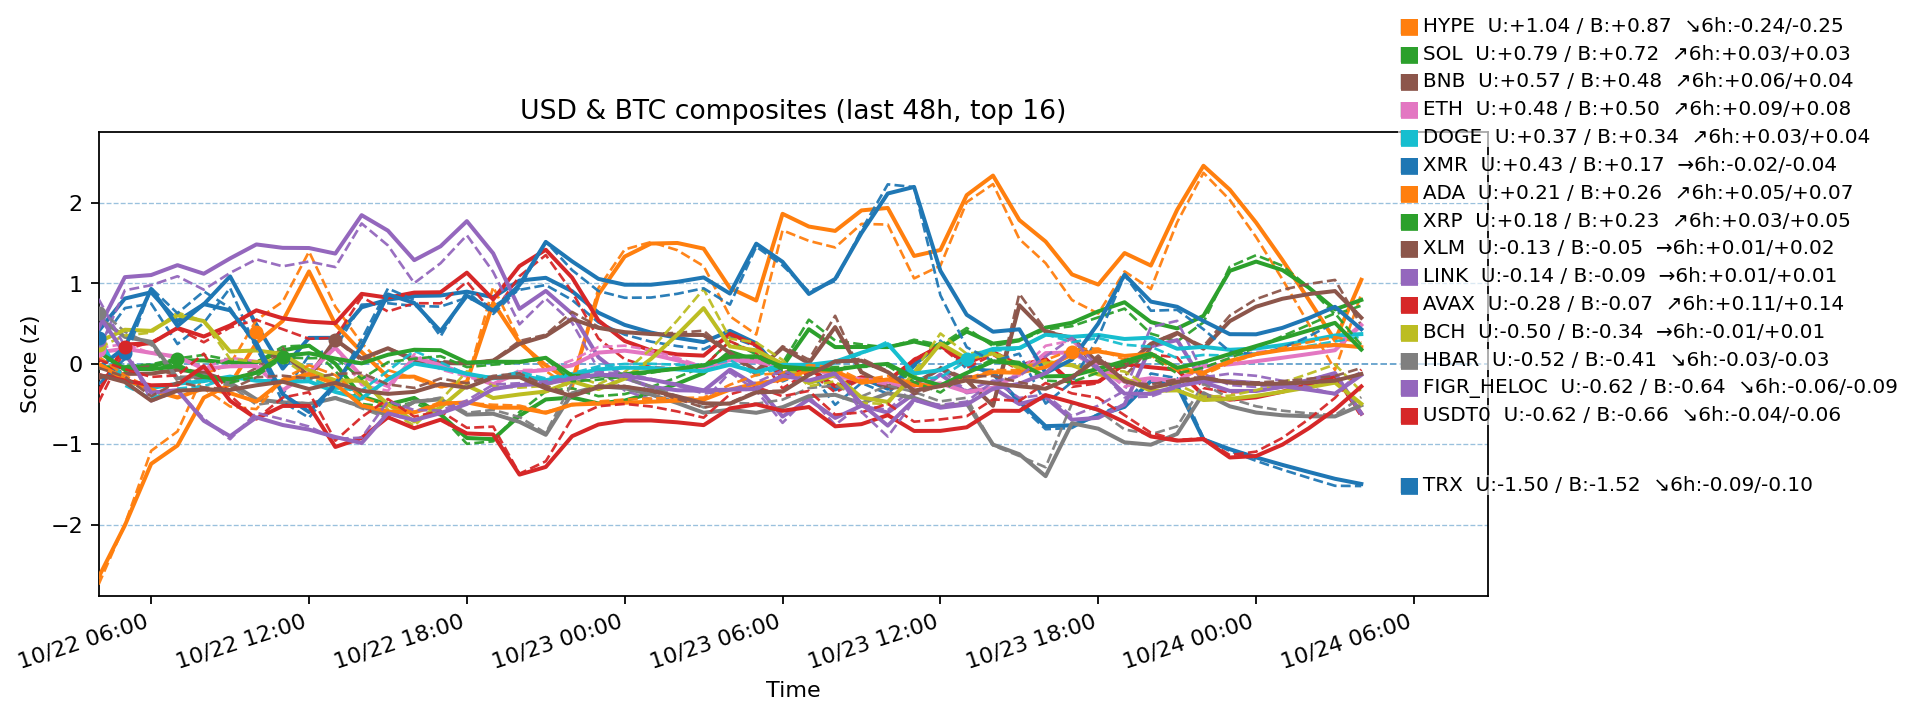 HYPE  U:+1.04 / B:+0.87  ↘6h:-0.24/-0.25
SOL  U:+0.79 / B:+0.72  ↗6h:+0.03/+0.03
BNB  U:+0.57 / B:+0.48  ↗6h:+0.06/+0.04
USD & BTC composites (last 48h, top 16)
ETH  U:+0.48 / B:+0.50  ↗6h:+0.09/+0.08
DOGE  U:+0.37 / B:+0.34  ↗6h:+0.03/+0.04
XMR  U:+0.43 / B:+0.17  →6h:-0.02/-0.04
ADA  U:+0.21 / B:+0.26  ↗6h:+0.05/+0.07
XRP  U:+0.18 / B:+0.23  ↗6h:+0.03/+0.05
XLM  U:-0.13 / B:-0.05  →6h:+0.01/+0.02
LINK  U:-0.14 / B:-0.09  →6h:+0.01/+0.01
AVAX  U:-0.28 / B:-0.07  ↗6h:+0.11/+0.14
BCH  U:-0.50 / B:-0.34  →6h:-0.01/+0.01
HBAR  U:-0.52 / B:-0.41  ↘6h:-0.03/-0.03
FIGR_HELOC  U:-0.62 / B:-0.64  ↘6h:-0.06/-0.09
USDT0  U:-0.62 / B:-0.66  ↘6h:-0.04/-0.06
TRX  U:-1.50 / B:-1.52  ↘6h:-0.09/-0.10
Score (z)
2
1
0
−1
−2
10/22 06:00
10/22 12:00
10/22 18:00
10/23 00:00
10/23 06:00
10/23 12:00
10/23 18:00
10/24 00:00
10/24 06:00
Time